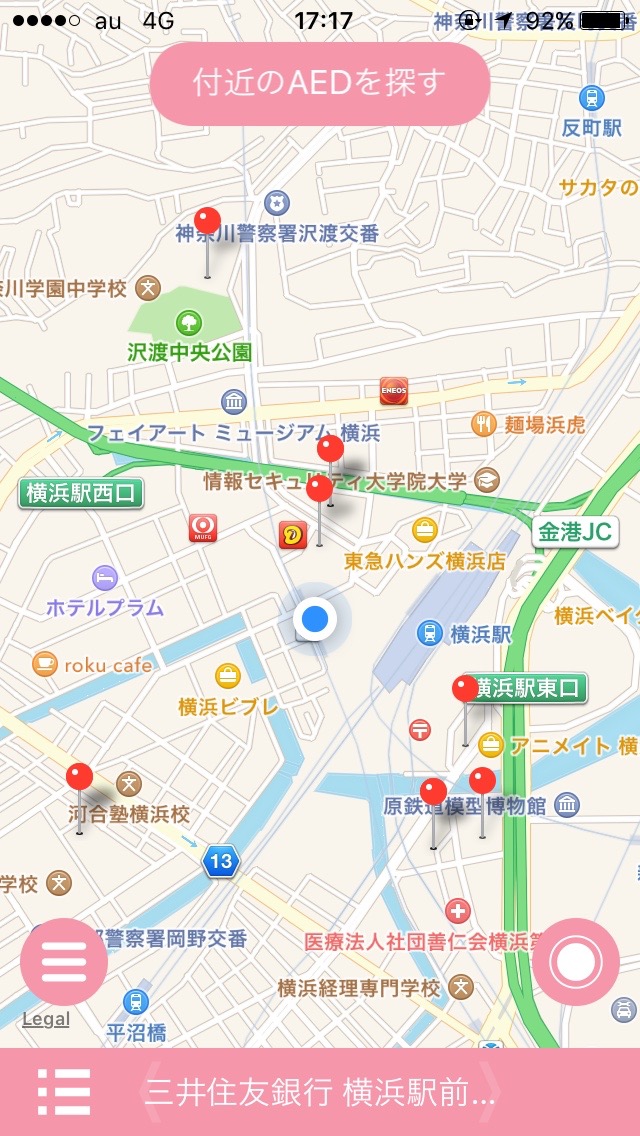 au 4G 17:17 92%
付近のAEDを探す
反町駅
サカタの
神奈川警察署沢渡交番
川学園中学校
沢渡中央公園
ENEOS
麺場浜虎
フェイアート ミュージアム 横浜
情報セキュリティ大学院大学
横浜駅西口
金港JC
MUFG
東急ハンズ横浜店
ホテルプラム
横浜ベイク
横浜駅
roku cafe
横浜駅東口
横浜ビブレ
アニメイト 横
原鉄道模型博物館
河合塾横浜校
13
学校
警察署岡野交番
医療法人社団善仁会横浜第
横浜経理専門学校
Legal
平沼橋
三井住友銀行 横浜駅前...